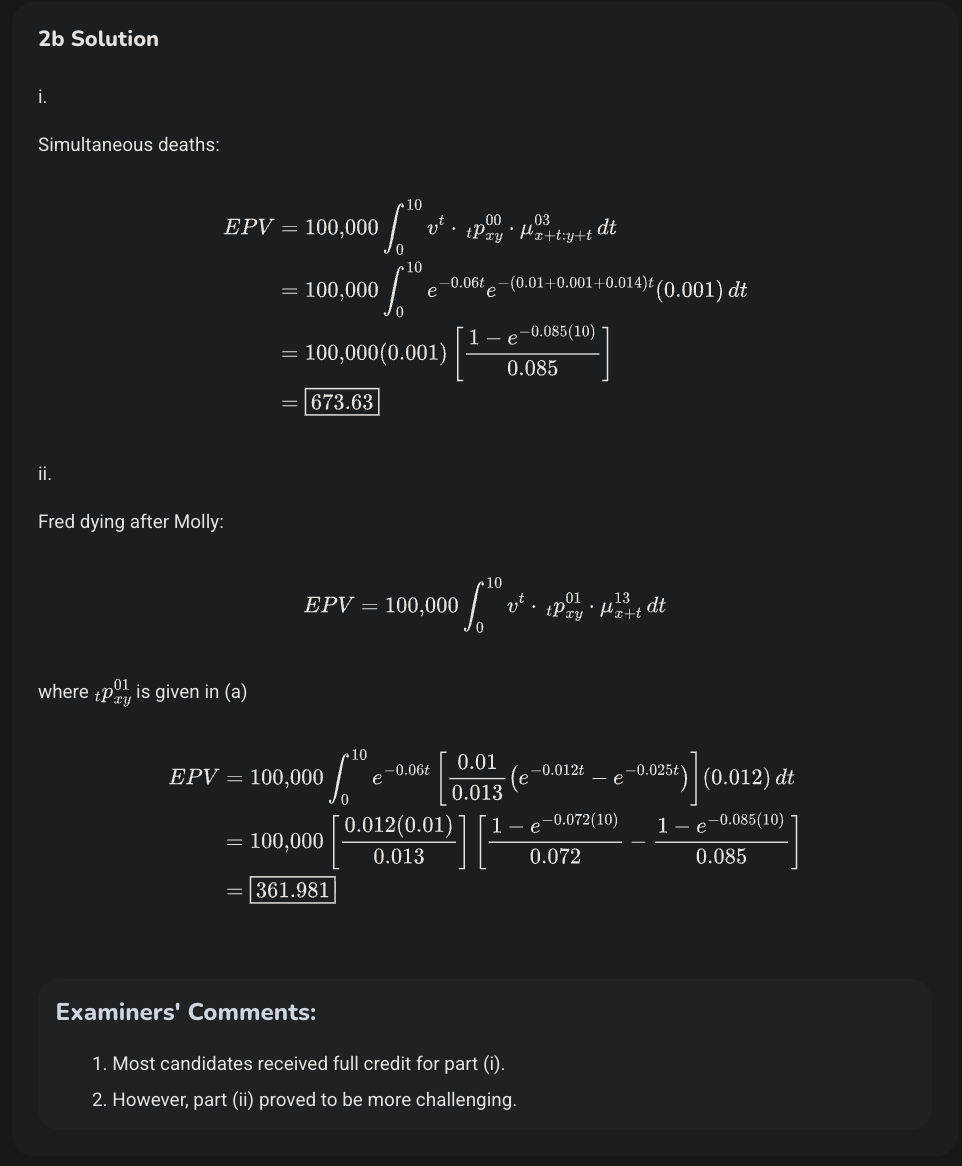 2b Solution
i.
Simultaneous deaths:
$EPV = 100{,}000 \int_0^{10} v^t \cdot {}_tp_{xy}^{00} \cdot \mu_{x+t:y+t}^{03}\, dt$
$= 100{,}000 \int_0^{10} e^{-0.06t} e^{-(0.01+0.001+0.014)t} (0.001)\, dt$
$= 100{,}000(0.001) \left[ \frac{1 - e^{-0.085(10)}}{0.085} \right]$
$= \boxed{673.63}$
ii.
Fred dying after Molly:
$EPV = 100{,}000 \int_0^{10} v^t \cdot {}_tp_{xy}^{01} \cdot \mu_{x+t}^{13}\, dt$
where ${}_tp_{xy}^{01}$ is given in (a)
$EPV = 100{,}000 \int_0^{10} e^{-0.06t} \left[ \frac{0.01}{0.013} \left( e^{-0.012t} - e^{-0.025t} \right) \right] (0.012)\, dt$
$= 100{,}000 \left[ \frac{0.012(0.01)}{0.013} \right] \left[ \frac{1 - e^{-0.072(10)}}{0.072} - \frac{1 - e^{-0.085(10)}}{0.085} \right]$
$= \boxed{361.981}$
Examiners' Comments:
1. Most candidates received full credit for part (i).
2. However, part (ii) proved to be more challenging.